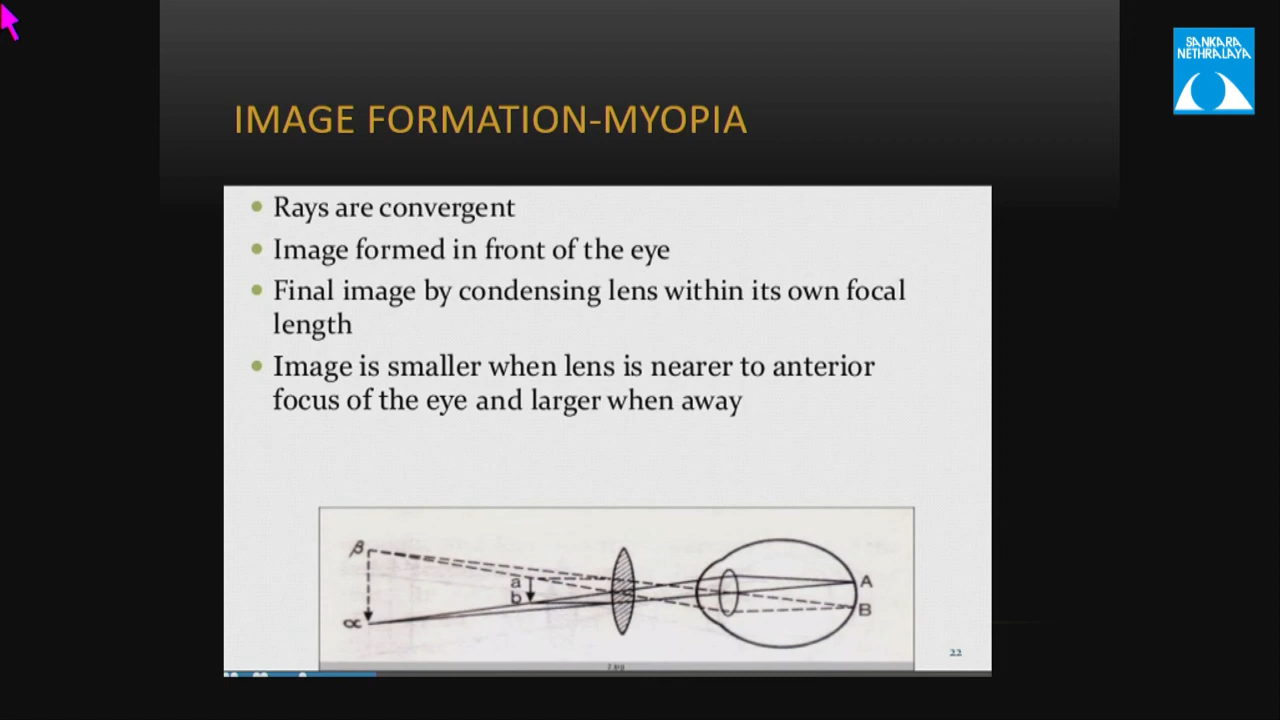 SANKARA
NETHRALAYA
IMAGE FORMATION-MYOPIA
Rays are convergent
Image formed in front of the eye
Final image by condensing lens within its own focal
length
Image is smaller when lens is nearer to anterior
focus of the eye and larger when away
β
a
b
α
A
B
22
2.jpg